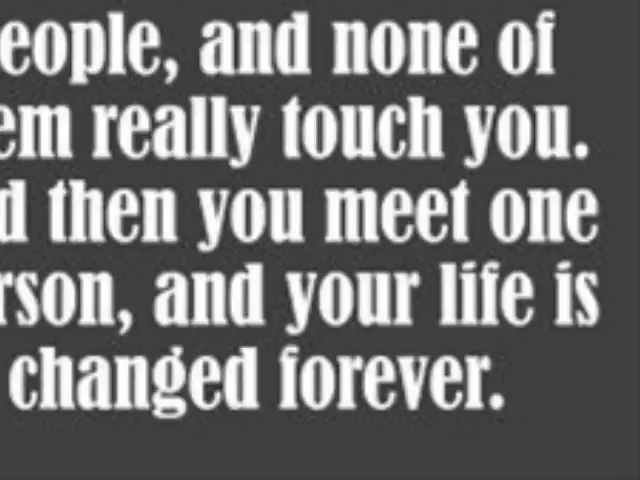 eople, and none of
em really touch you.
d then you meet one
rson, and your life is
changed forever.